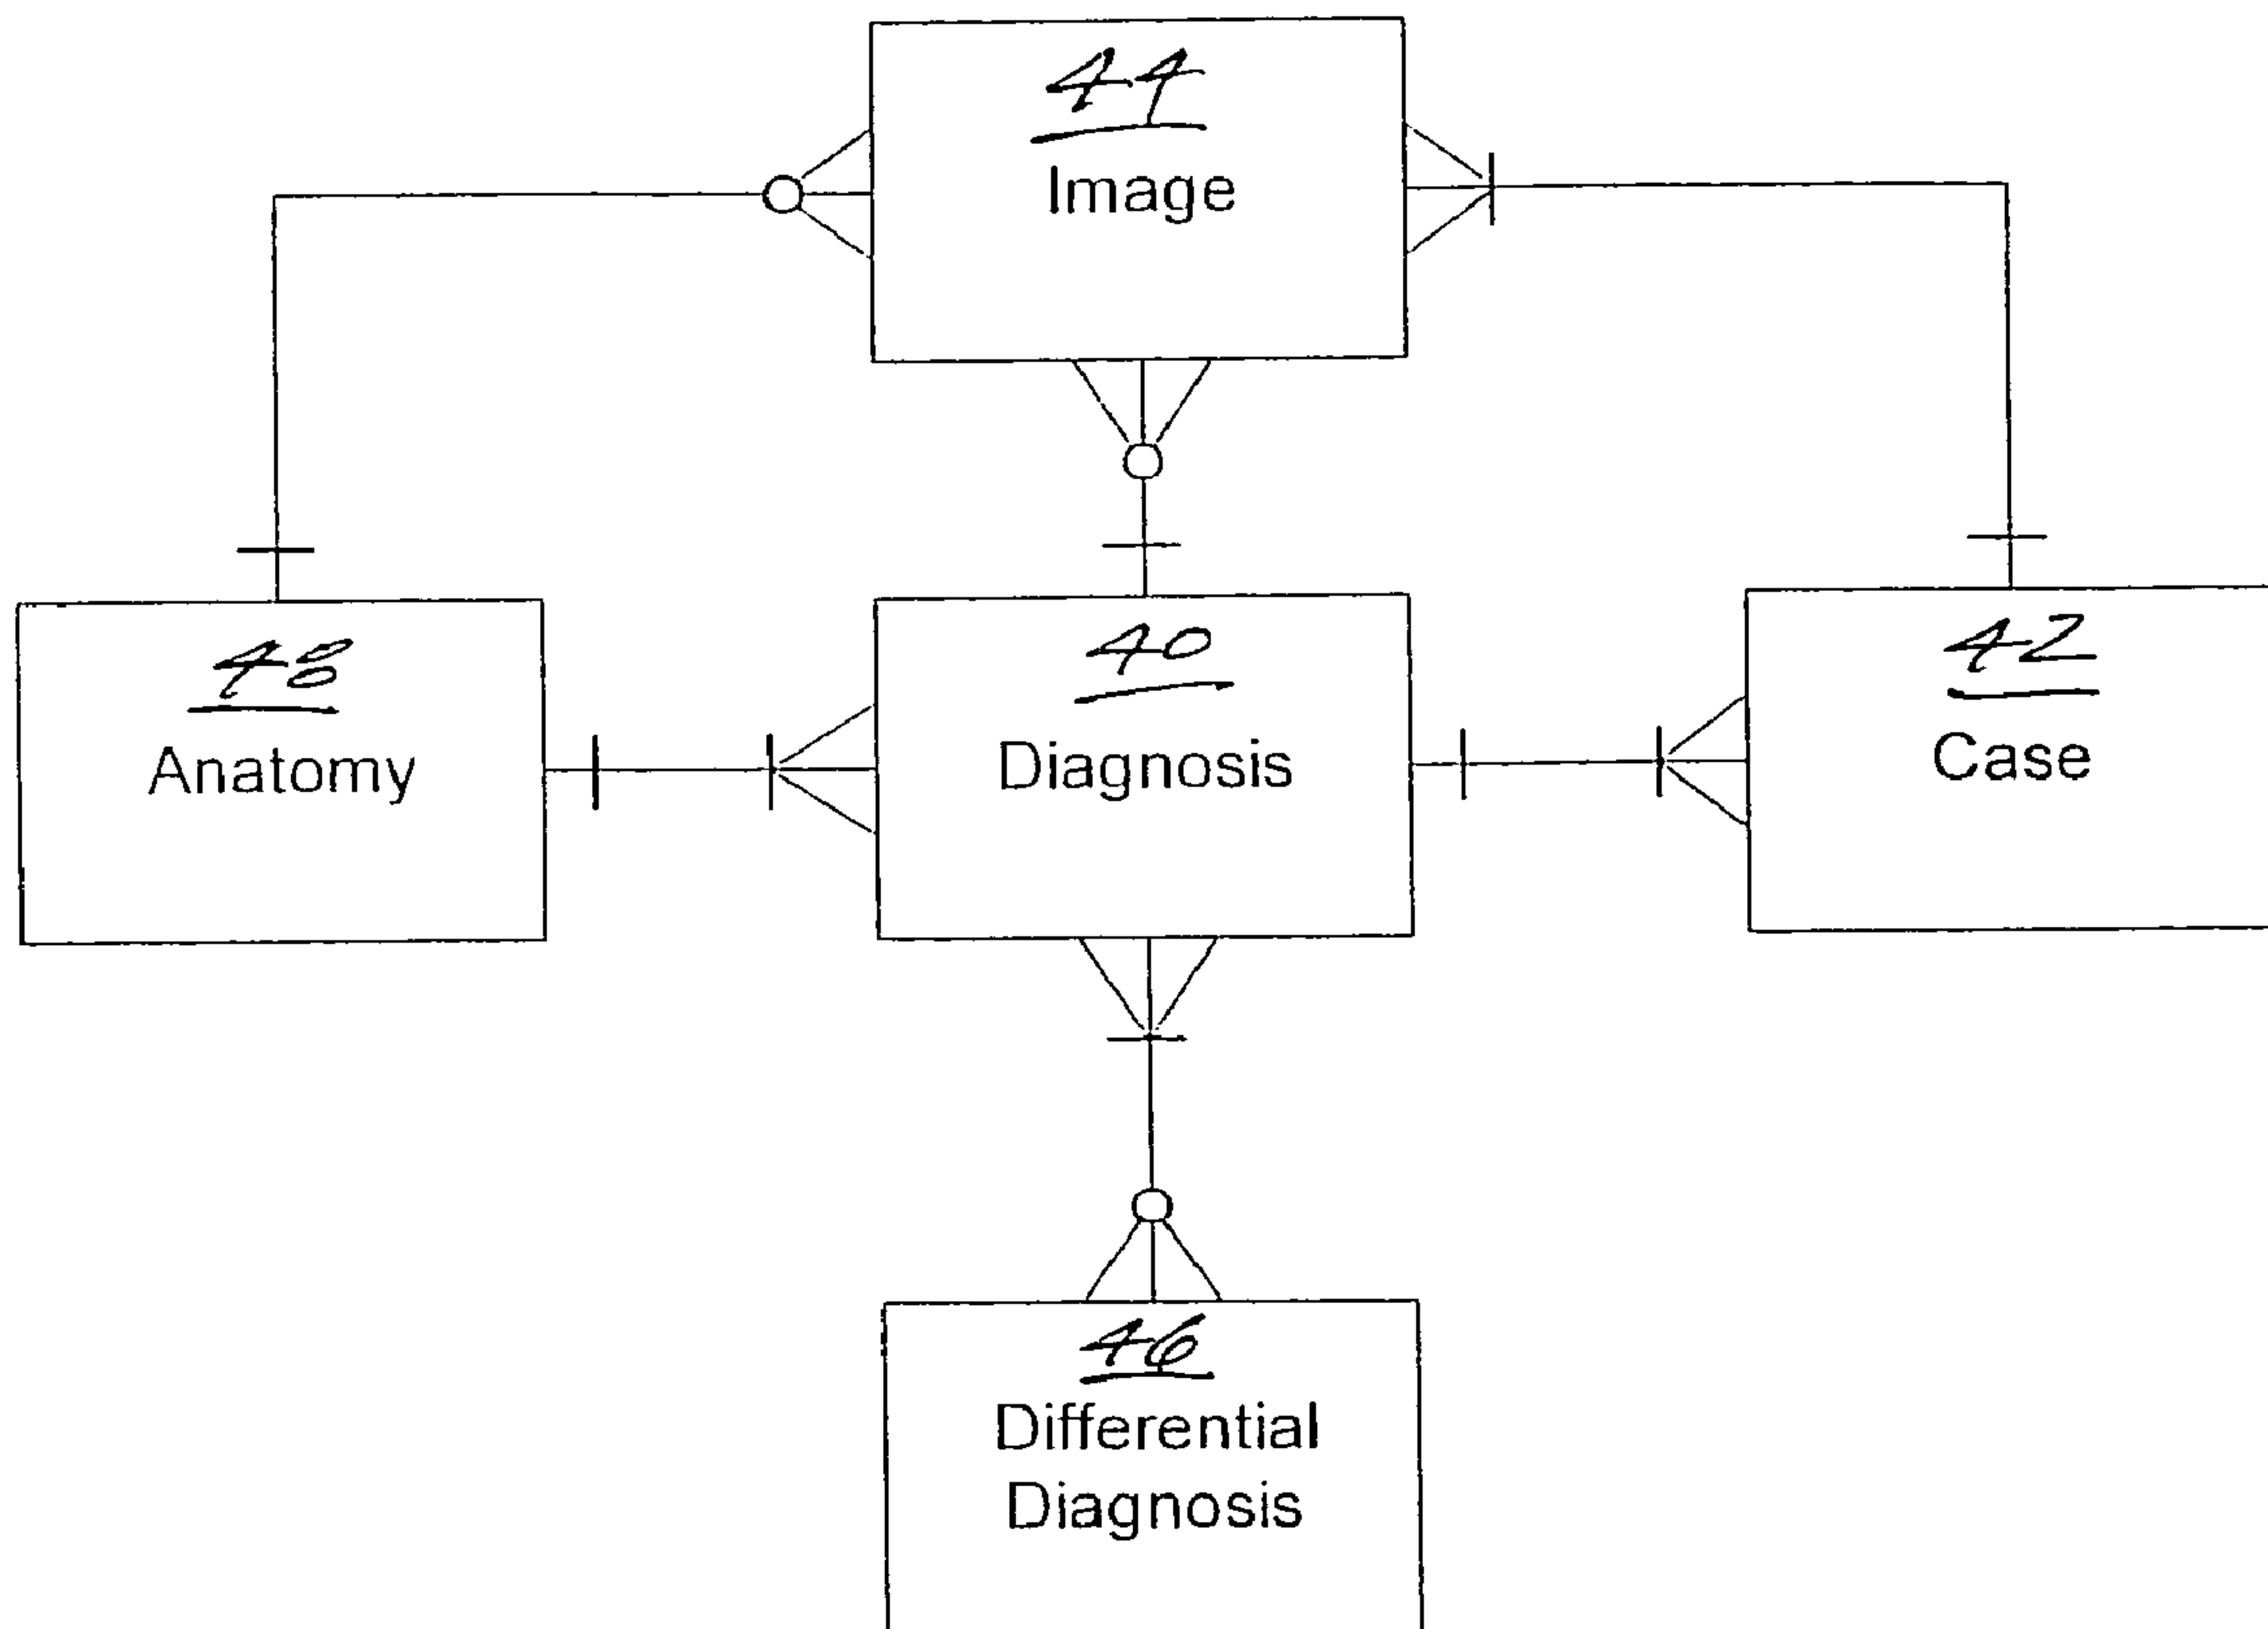 44
Image
48
Anatomy
40
Diagnosis
42
Case
46
Differential
Diagnosis